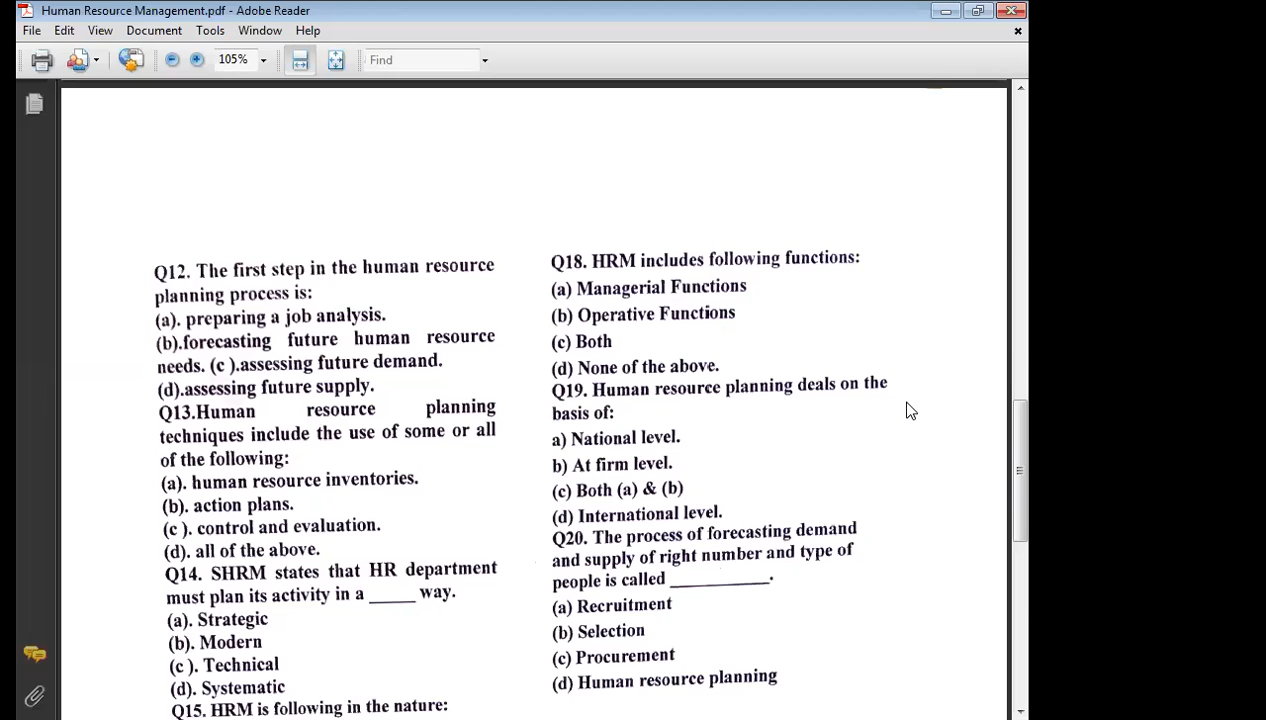 Human Resource Management.pdf - Adobe Reader
File Edit View Document Tools Window Help
105% Find
Q12. The first step in the human resource
planning process is:
(a). preparing a job analysis.
(b).forecasting future human resource
needs. (c ).assessing future demand.
(d).assessing future supply.
Q13.Human resource planning
techniques include the use of some or all
of the following:
(a). human resource inventories.
(b). action plans.
(c ). control and evaluation.
(d). all of the above.
Q14. SHRM states that HR department
must plan its activity in a _____ way.
(a). Strategic
(b). Modern
(c ). Technical
(d). Systematic
Q15. HRM is following in the nature:
Q18. HRM includes following functions:
(a) Managerial Functions
(b) Operative Functions
(c) Both
(d) None of the above.
Q19. Human resource planning deals on the
basis of:
a) National level.
b) At firm level.
(c) Both (a) & (b)
(d) International level.
Q20. The process of forecasting demand
and supply of right number and type of
people is called ___________.
(a) Recruitment
(b) Selection
(c) Procurement
(d) Human resource planning